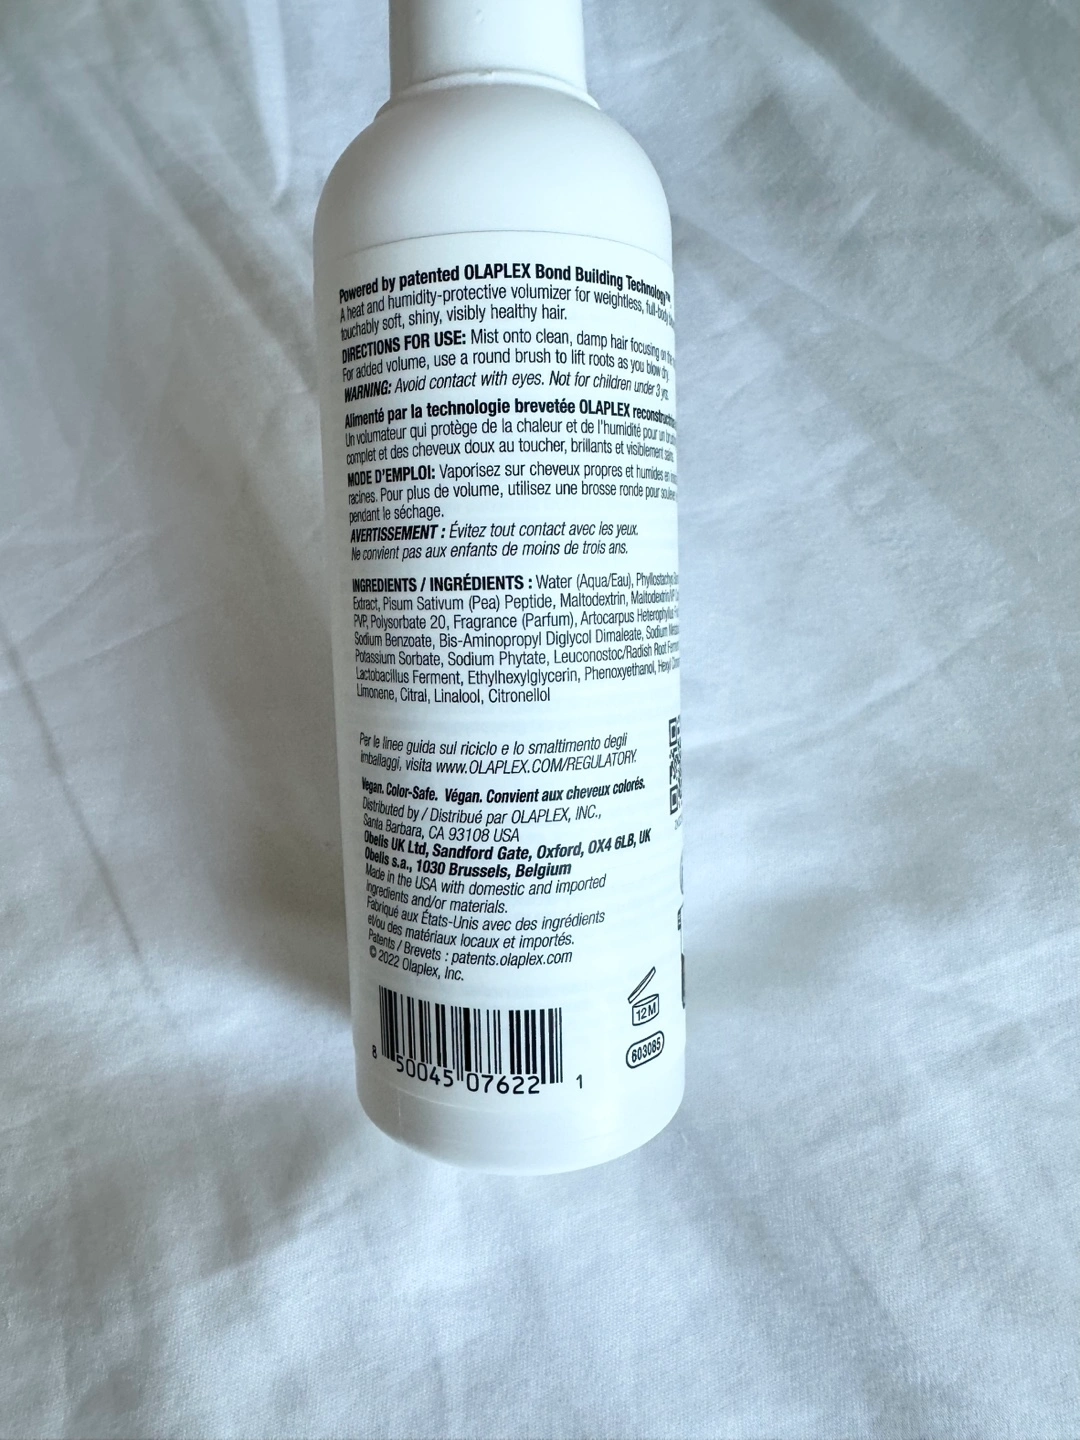 Powered by patented OLAPLEX Bond Building Technology™
A heat and humidity-protective volumizer for weightless, full-body
touchably soft, shiny, visibly healthy hair.
DIRECTIONS FOR USE: Mist onto clean, damp hair focusing on
For added volume, use a round brush to lift roots as you blow dry.
WARNING: Avoid contact with eyes. Not for children under 3
Alimenté par la technologie brevetée OLAPLEX
Un volumateur qui protège de la chaleur et de l'humidité pour un
complet et des cheveux doux au toucher, brillants et visiblement sains.
MODE D'EMPLOI: Vaporisez sur cheveux propres et humides en
racines. Pour plus de volume, utilisez une brosse ronde pour
pendant le séchage.
AVERTISSEMENT : Évitez tout contact avec les yeux.
Ne convient pas aux enfants de moins de trois ans.
INGREDIENTS / INGRÉDIENTS : Water (Aqua/Eau), Phyllostachys
Extract, Pisum Sativum (Pea) Peptide, Maltodextrin, Maltodextrin/VP
PVP, Polysorbate 20, Fragrance (Parfum), Artocarpus Heterophyllus
Sodium Benzoate, Bis-Aminopropyl Diglycol Dimaleate, Sodium
Potassium Sorbate, Sodium Phytate, Leuconostoc/Radish Root
Lactobacillus Ferment, Ethylhexylglycerin, Phenoxyethanol, Hexyl
Limonene, Citral, Linalool, Citronellol
Per le linee guida sul riciclo e lo smaltimento degli
imballaggi, visita www.OLAPLEX.COM/REGULATORY.
Vegan. Color-Safe. Végan. Convient aux cheveux colorés.
Distributed by / Distribué par OLAPLEX, INC.,
Santa Barbara, CA 93108 USA
Obelis UK Ltd, Sandford Gate, Oxford, OX4 6LB, UK
Obelis s.a., 1030 Brussels, Belgium
Made in the USA with domestic and imported
ingredients and/or materials.
Fabriqué aux États-Unis avec des ingrédients
et/ou des matériaux locaux et importés.
Patents / Brevets : patents.olaplex.com
© 2022 Olaplex, Inc.
12M
603085
8 50045 07622 1